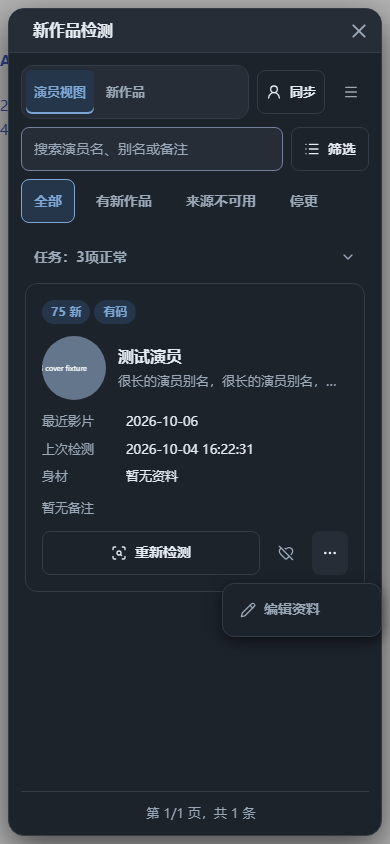 新作品检测
演员视图 新作品 同步
搜索演员名、别名或备注 筛选
全部 有新作品 来源不可用 停更
任务：3项正常
75 新 有码
cover fixture
测试演员
很长的演员别名，很长的演员别名，...
最近影片 2026-10-06
上次检测 2026-10-04 16:22:31
身材 暂无资料
暂无备注
重新检测 ...
编辑资料
第 1/1 页，共 1 条